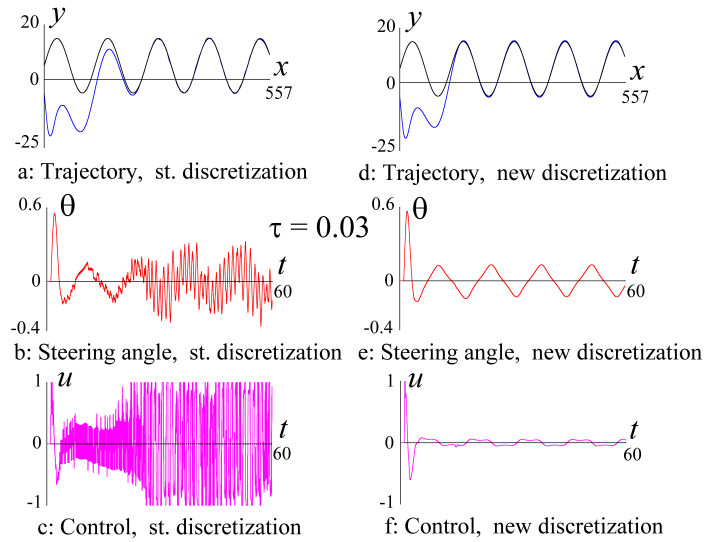 20
y
0
x
557
-25
a: Trajectory, st. discretization
20
y
0
x
557
-25
d: Trajectory, new discretization
0.6
θ
0
t
60
-0.4
b: Steering angle, st. discretization
τ = 0.03
0.6
θ
0
t
60
-0.4
e: Steering angle, new discretization
1
u
0
t
60
-1
c: Control, st. discretization
1
u
0
t
60
-1
f: Control, new discretization